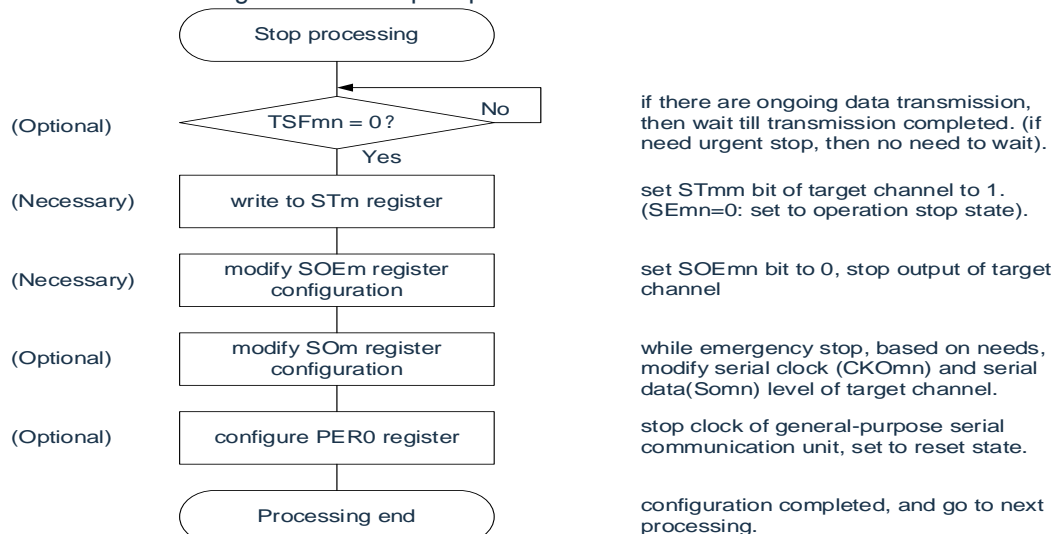 Stop processing
(Optional)
TSFmn = 0?
No
Yes
if there are ongoing data transmission,
then wait till transmission completed. (if
need urgent stop, then no need to wait).
(Necessary)
write to STm register
set STmm bit of target channel to 1.
(SEmn=0: set to operation stop state).
(Necessary)
modify SOEm register
configuration
set SOEmn bit to 0, stop output of target
channel
(Optional)
modify SOm register
configuration
while emergency stop, based on needs,
modify serial clock (CKOmn) and serial
data(Somn) level of target channel.
(Optional)
configure PER0 register
stop clock of general-purpose serial
communication unit, set to reset state.
Processing end
configuration completed, and go to next
processing.